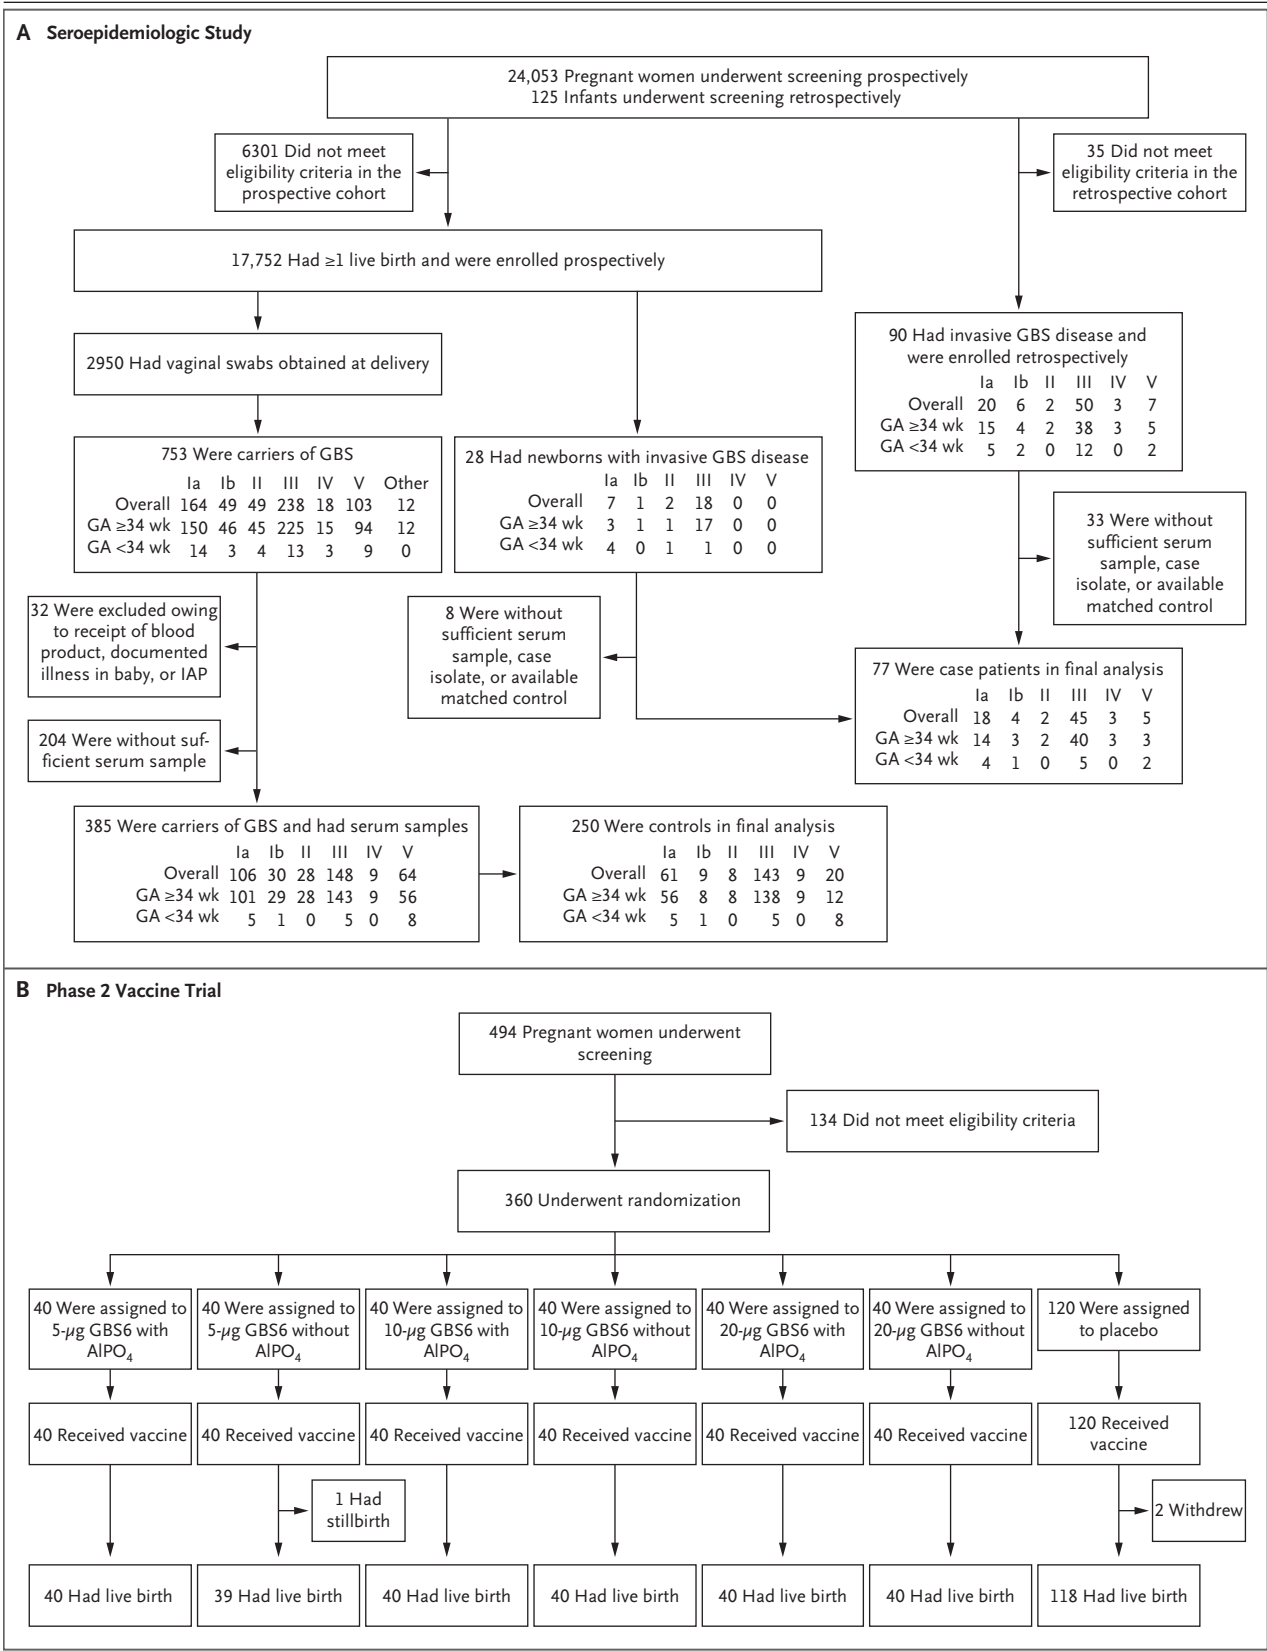 A Seroepidemiologic Study
24,053 Pregnant women underwent screening prospectively
125 Infants underwent screening retrospectively
6301 Did not meet
eligibility criteria in the
prospective cohort
35 Did not meet
eligibility criteria in the
retrospective cohort
17,752 Had ≥1 live birth and were enrolled prospectively
2950 Had vaginal swabs obtained at delivery
90 Had invasive GBS disease and
were enrolled retrospectively
Ia Ib II III IV V
Overall 20 6 2 50 3 7
GA ≥34 wk 15 4 2 38 3 5
GA <34 wk 5 2 0 12 0 2
753 Were carriers of GBS
Ia Ib II III IV V Other
Overall 164 49 49 238 18 103 12
GA ≥34 wk 150 46 45 225 15 94 12
GA <34 wk 14 3 4 13 3 9 0
28 Had newborns with invasive GBS disease
Ia Ib II III IV V
Overall 7 1 2 18 0 0
GA ≥34 wk 3 1 1 17 0 0
GA <34 wk 4 0 1 1 0 0
33 Were without
sufficient serum
sample, case
isolate, or available
matched control
32 Were excluded owing
to receipt of blood
product, documented
illness in baby, or IAP
8 Were without
sufficient serum
sample, case
isolate, or available
matched control
77 Were case patients in final analysis
Ia Ib II III IV V
Overall 18 4 2 45 3 5
GA ≥34 wk 14 3 2 40 3 3
GA <34 wk 4 1 0 5 0 2
204 Were without suf-
ficient serum sample
385 Were carriers of GBS and had serum samples
Ia Ib II III IV V
Overall 106 30 28 148 9 64
GA ≥34 wk 101 29 28 143 9 56
GA <34 wk 5 1 0 5 0 8
250 Were controls in final analysis
Ia Ib II III IV V
Overall 61 9 8 143 9 20
GA ≥34 wk 56 8 8 138 9 12
GA <34 wk 5 1 0 5 0 8
B Phase 2 Vaccine Trial
494 Pregnant women underwent
screening
134 Did not meet eligibility criteria
360 Underwent randomization
40 Were assigned to
5-µg GBS6 with
AlPO4
40 Were assigned to
5-µg GBS6 without
AlPO4
40 Were assigned to
10-µg GBS6 with
AlPO4
40 Were assigned to
10-µg GBS6 without
AlPO4
40 Were assigned to
20-µg GBS6 with
AlPO4
40 Were assigned to
20-µg GBS6 without
AlPO4
120 Were assigned
to placebo
40 Received vaccine
40 Received vaccine
40 Received vaccine
40 Received vaccine
40 Received vaccine
40 Received vaccine
120 Received
vaccine
1 Had
stillbirth
2 Withdrew
40 Had live birth
39 Had live birth
40 Had live birth
40 Had live birth
40 Had live birth
40 Had live birth
118 Had live birth